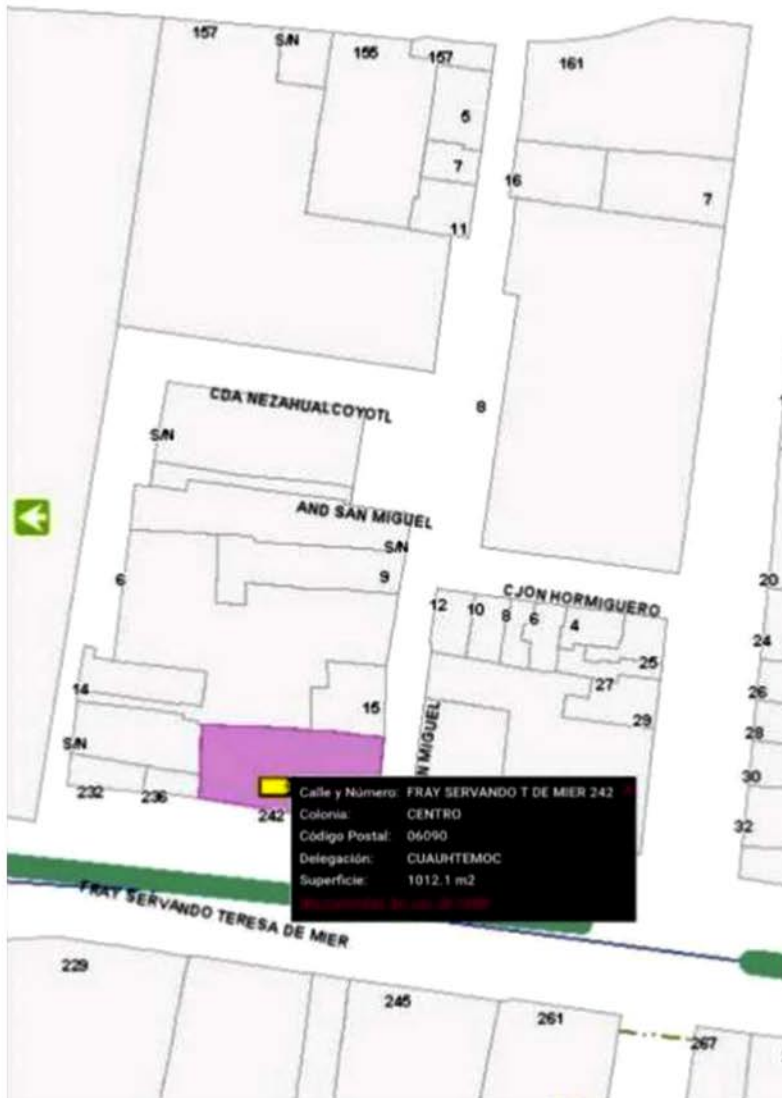 157
S/N
155
157
161
5
7
16
7
11
8
CDA NEZAHUALCOYOTL
S/N
AND SAN MIGUEL
S/N
9
6
CJON HORMIGUERO
12
10
8
6
4
25
27
29
20
24
26
28
30
32
14
15
S/N
N MIGUEL
232
236
242
Calle y Número: FRAY SERVANDO T DE MIER 242
Colonia: CENTRO
Código Postal: 06090
Delegación: CUAUHTEMOC
Superficie: 1012.1 m2
FRAY SERVANDO TERESA DE MIER
229
245
261
267